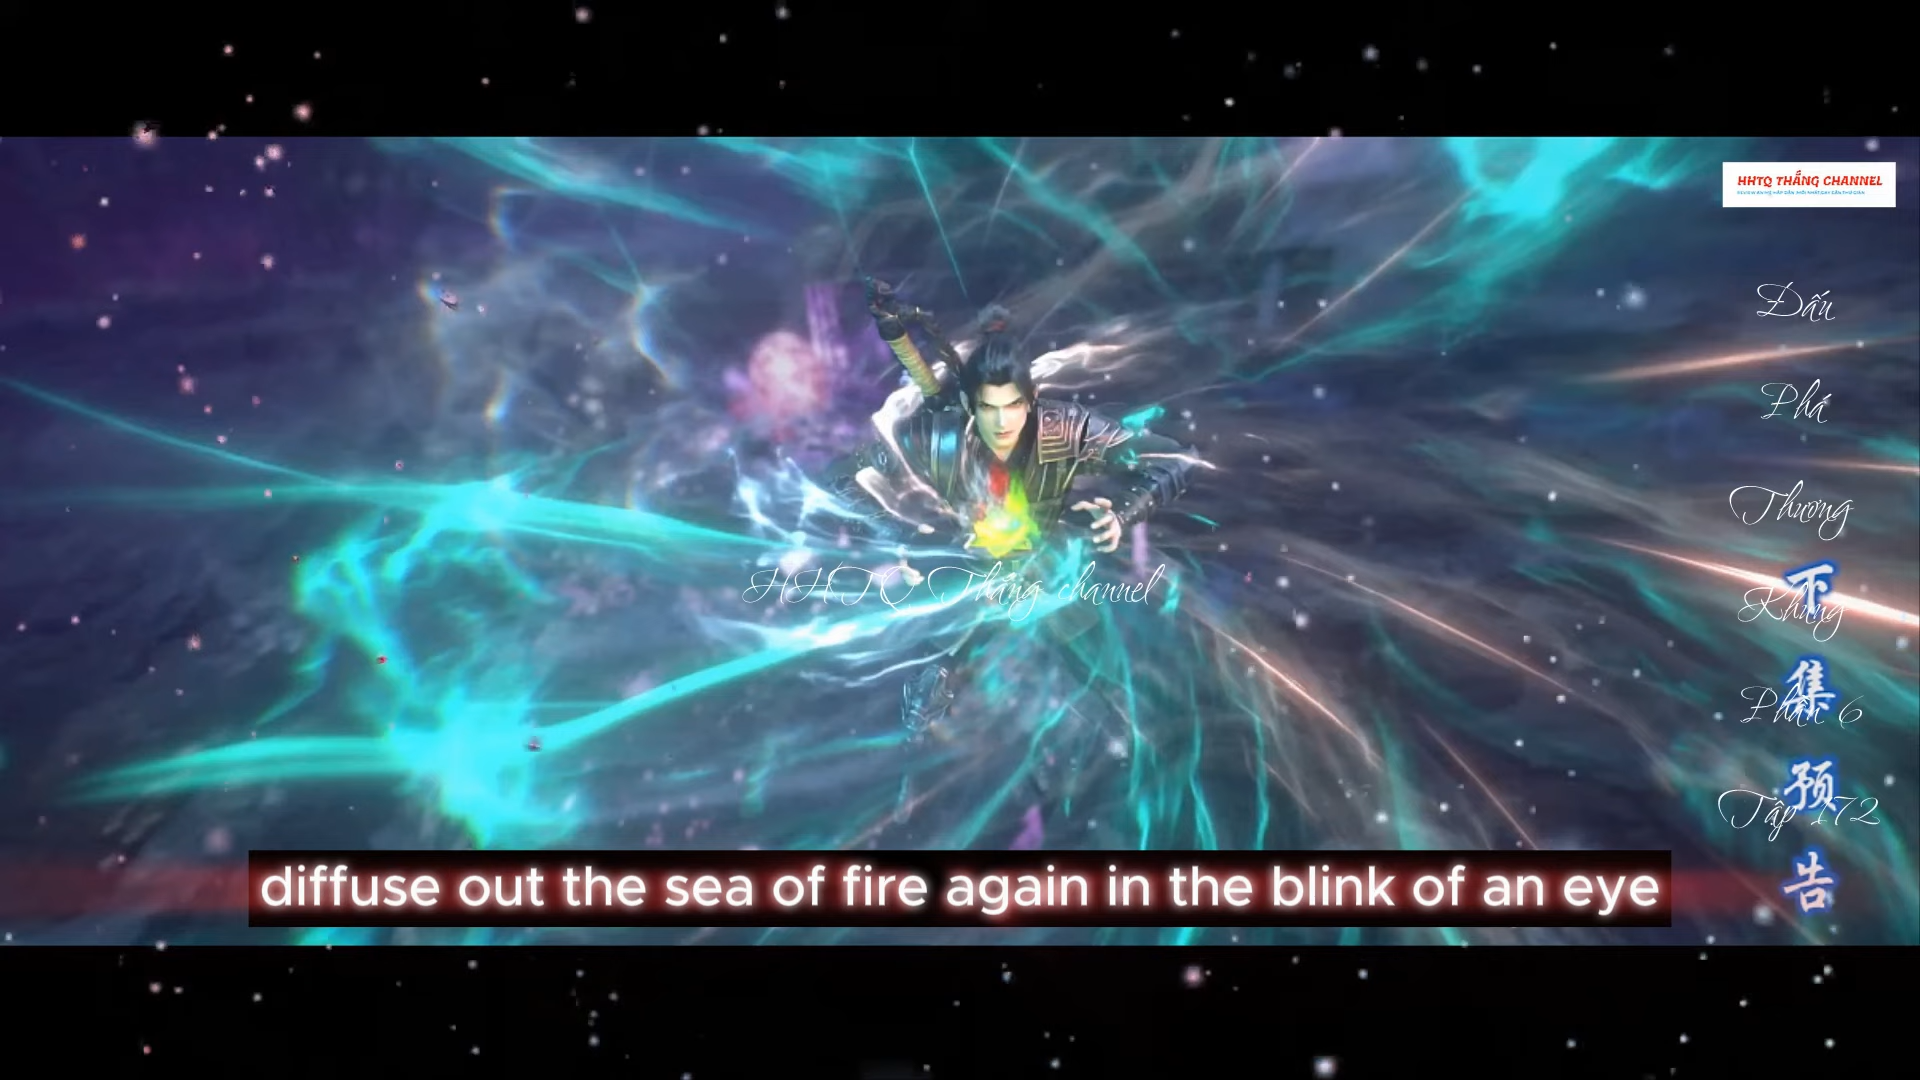 HHTQ THẮNG CHANNEL
Đấu
Phá
Thương
Khung
Phần 6
Tập 172
下集预告
HHTQ Thắng channel
diffuse out the sea of fire again in the blink of an eye